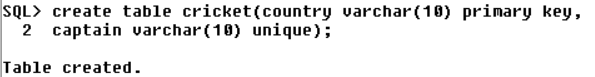 SQL> create table cricket(country varchar(10) primary key,
2 captain varchar(10) unique);
Table created.